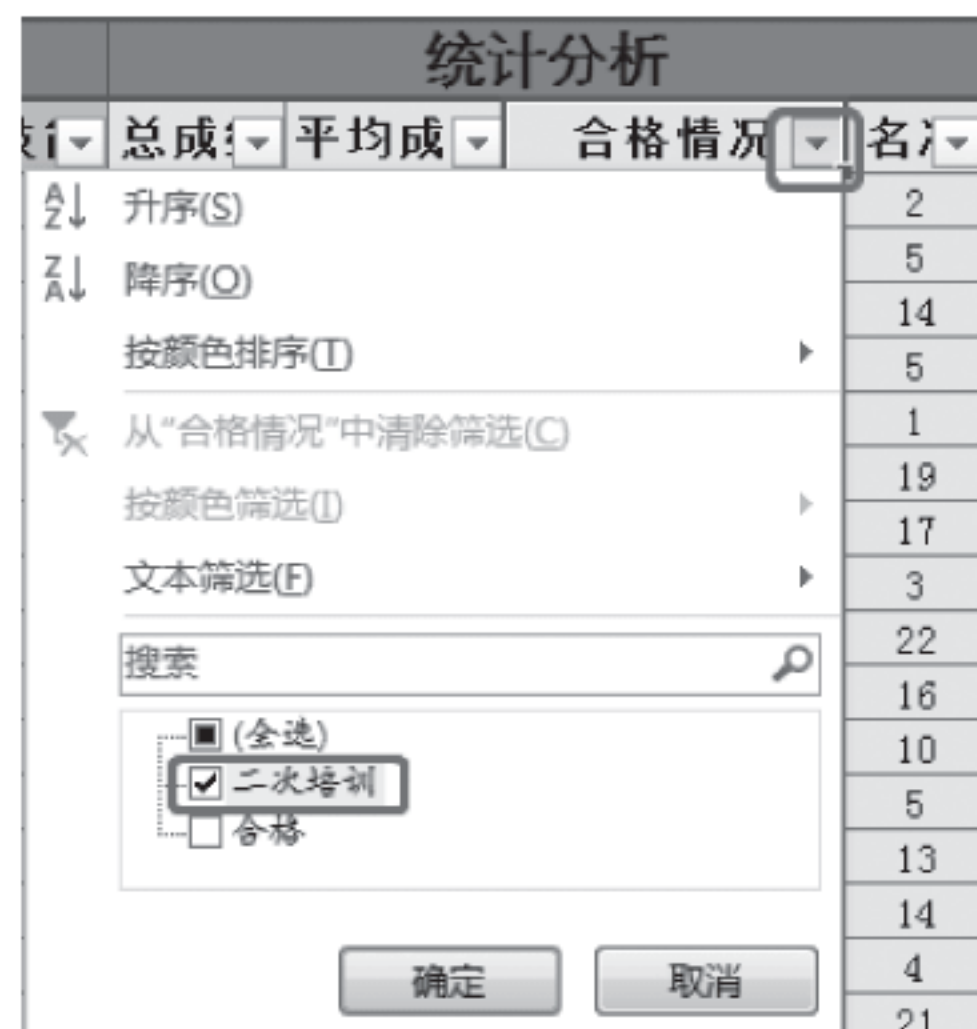 统计分析
总成 平均成 合格情况 名
升序(S)
降序(O)
按颜色排序(T)
从“合格情况”中清除筛选(C)
按颜色筛选(I)
文本筛选(F)
搜索
(全选)
二次培训
合格
确定 取消
2
5
14
5
1
19
17
3
22
16
10
5
13
14
4
21